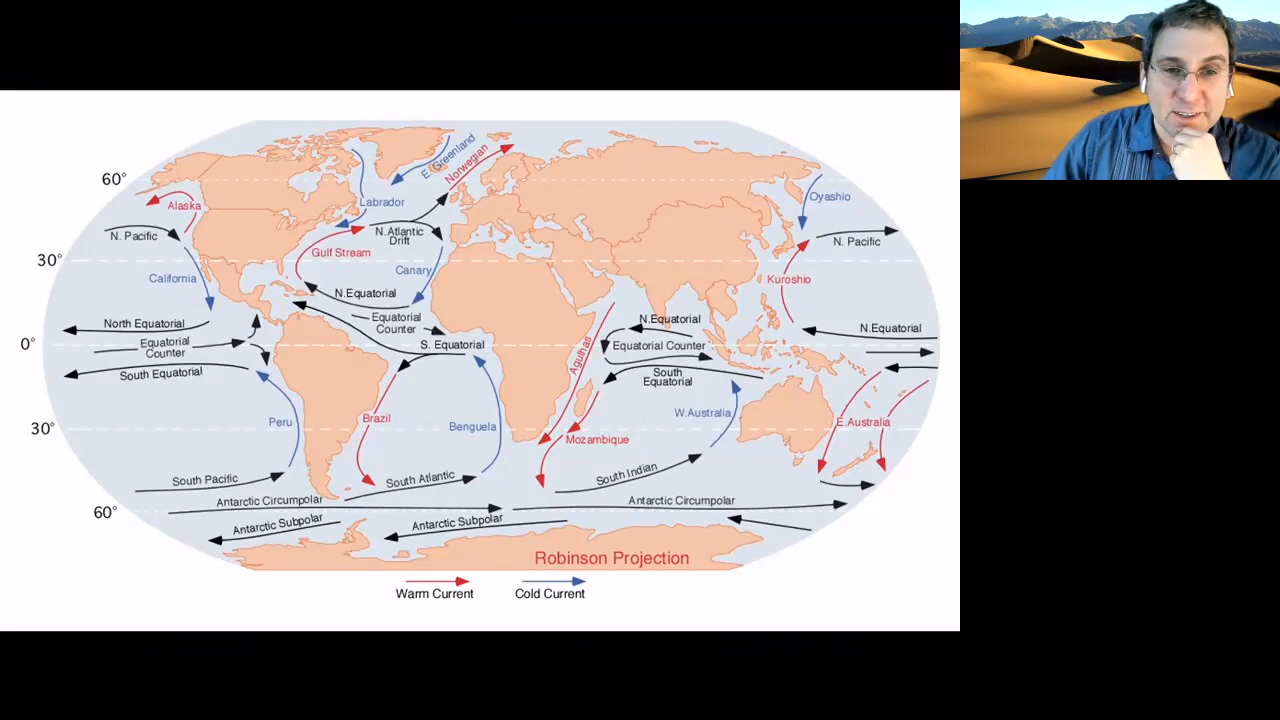 E. Greenland
Norwegian
60°
Alaska
Labrador
Oyashio
N. Pacific
N. Atlantic
Drift
N. Pacific
Gulf Stream
30°
California
Canary
Kuroshio
N.Equatorial
North Equatorial
Equatorial
Counter
N.Equatorial
N.Equatorial
0°
Equatorial
Counter
S. Equatorial
Equatorial Counter
South Equatorial
South
Equatorial
Agulhas
Peru
Brazil
Benguela
W.Australia
E.Australia
30°
Mozambique
South Pacific
South Atlantic
South Indian
Antarctic Circumpolar
Antarctic Circumpolar
60°
Antarctic Subpolar
Antarctic Subpolar
Robinson Projection
Warm Current
Cold Current